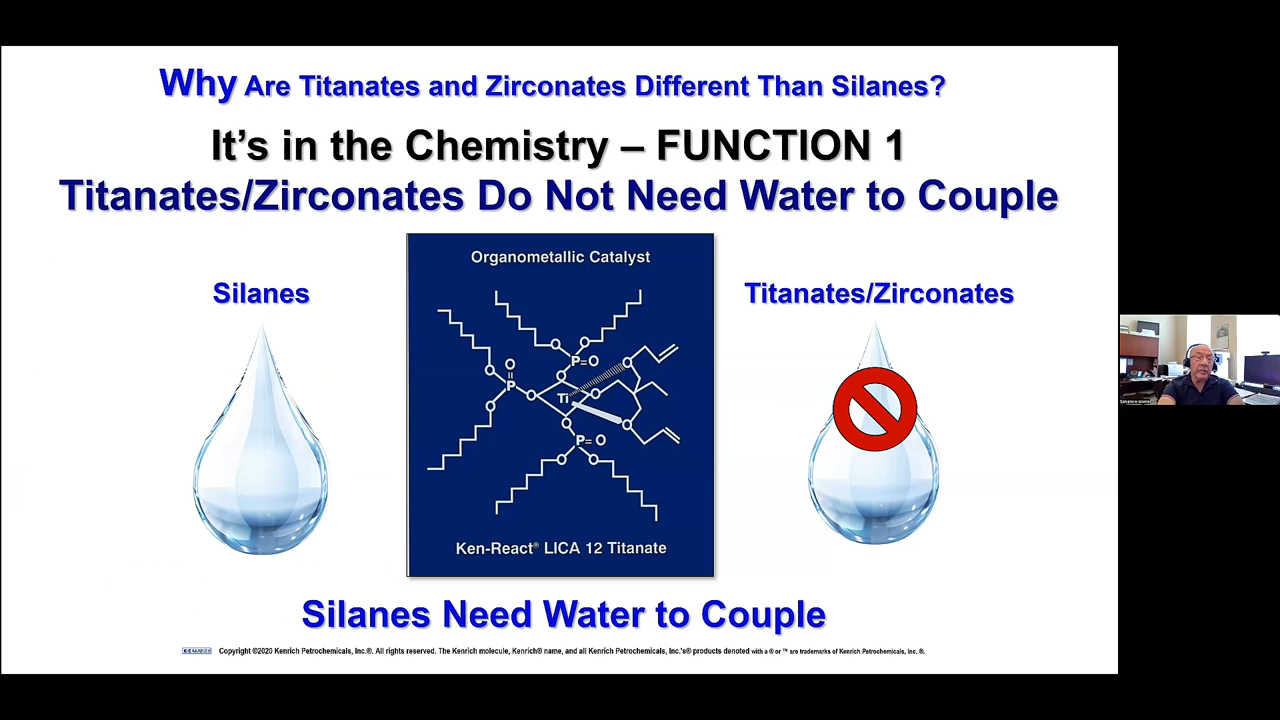 Why Are Titanates and Zirconates Different Than Silanes?
It's in the Chemistry – FUNCTION 1
Titanates/Zirconates Do Not Need Water to Couple
Silanes
Organometallic Catalyst
O
O
O
O
O
P
O
O
P=O
O
Ti
O
O
O
O
P=O
O
O
Ken-React® LICA 12 Titanate
Titanates/Zirconates
Silanes Need Water to Couple
Copyright ©2020 Kenrich Petrochemicals, Inc.®. All rights reserved. The Kenrich molecule, Kenrich® name, and all Kenrich Petrochemicals, Inc.'s® products denoted with a ® or ™ are trademarks of Kenrich Petrochemicals, Inc. ®.